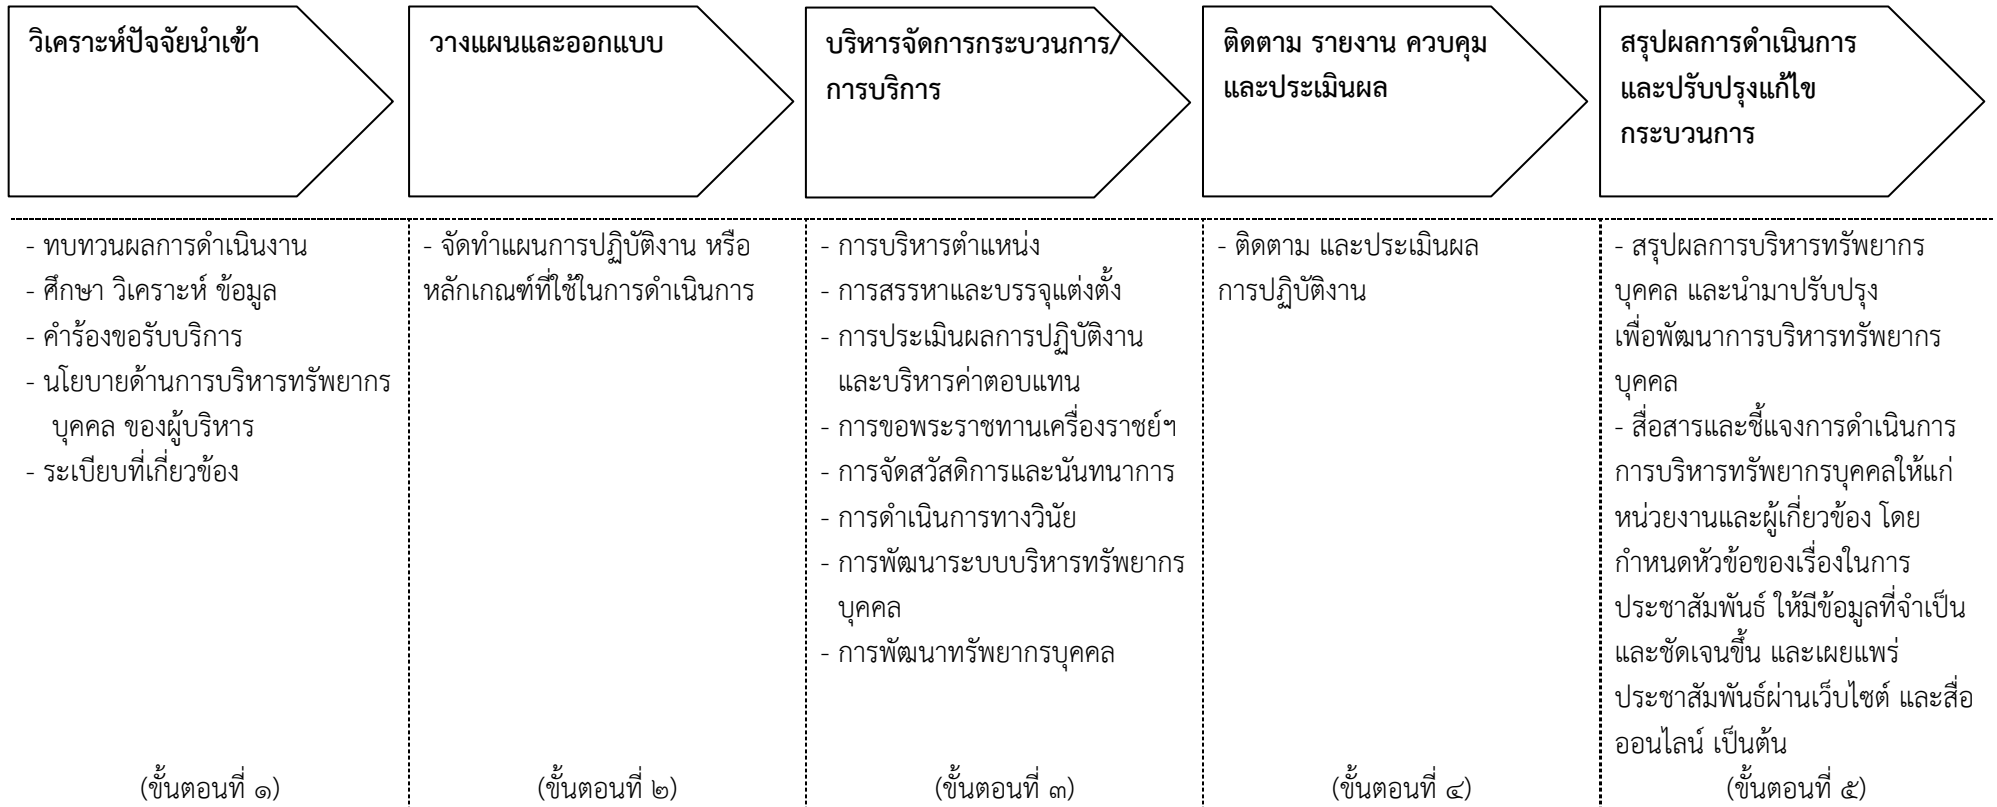 วิเคราะห์ปัจจัยนำเข้า
วางแผนและออกแบบ
บริหารจัดการกระบวนการ/
การบริการ
ติดตาม รายงาน ควบคุม
และประเมินผล
สรุปผลการดำเนินการ
และปรับปรุงแก้ไข
กระบวนการ
- ทบทวนผลการดำเนินงาน
- ศึกษา วิเคราะห์ ข้อมูล
- คำร้องขอรับบริการ
- นโยบายด้านการบริหารทรัพยากร
บุคคล ของผู้บริหาร
- ระเบียบที่เกี่ยวข้อง
(ขั้นตอนที่ ๑)
- จัดทำแผนการปฏิบัติงาน หรือ
หลักเกณฑ์ที่ใช้ในการดำเนินการ
(ขั้นตอนที่ ๒)
- การบริหารตำแหน่ง
- การสรรหาและบรรจุแต่งตั้ง
- การประเมินผลการปฏิบัติงาน
และบริหารค่าตอบแทน
- การขอพระราชทานเครื่องราชย์ฯ
- การจัดสวัสดิการและนันทนาการ
- การดำเนินการทางวินัย
- การพัฒนาระบบบริหารทรัพยากร
บุคคล
- การพัฒนาทรัพยากรบุคคล
(ขั้นตอนที่ ๓)
- ติดตาม และประเมินผล
การปฏิบัติงาน
(ขั้นตอนที่ ๔)
- สรุปผลการบริหารทรัพยากร
บุคคล และนำมาปรับปรุง
เพื่อพัฒนาการบริหารทรัพยากร
บุคคล
- สื่อสารและชี้แจงการดำเนินการ
การบริหารทรัพยากรบุคคลให้แก่
หน่วยงานและผู้เกี่ยวข้อง โดย
กำหนดหัวข้อของเรื่องในการ
ประชาสัมพันธ์ ให้มีข้อมูลที่จำเป็น
และชัดเจนขึ้น และเผยแพร่
ประชาสัมพันธ์ผ่านเว็บไซต์ และสื่อ
ออนไลน์ เป็นต้น
(ขั้นตอนที่ ๕)